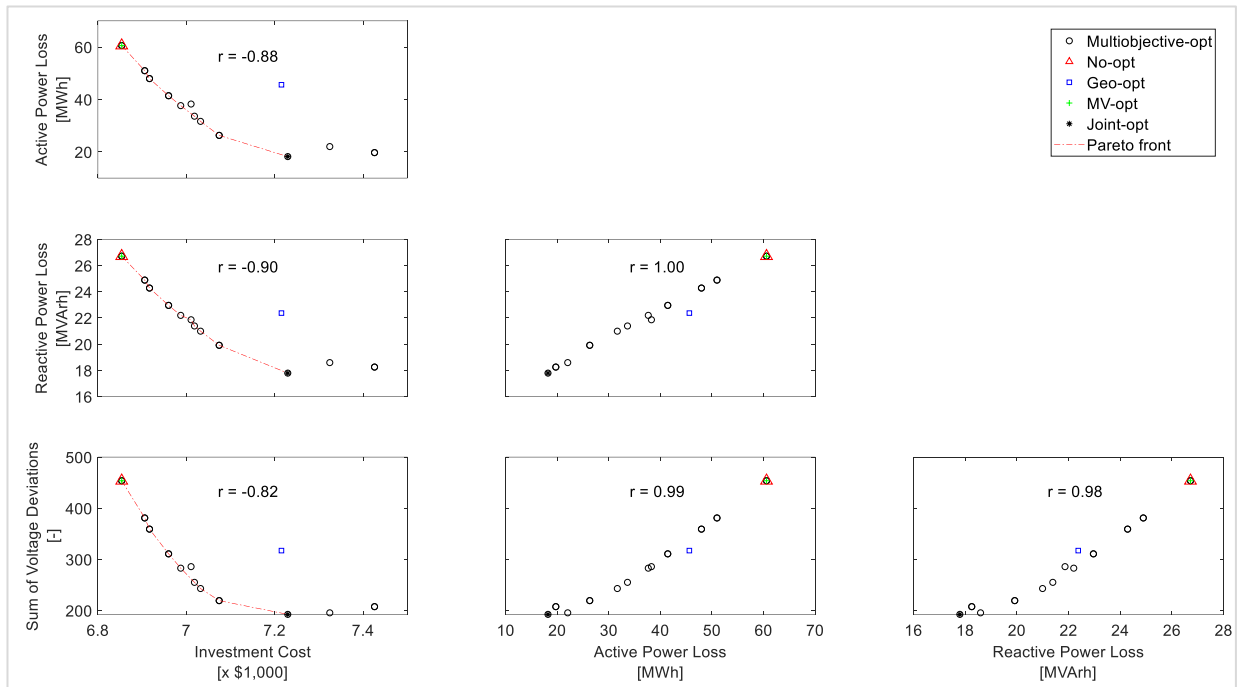 Active Power Loss
[MWh]
60
40
20
r = -0.88
Multiobjective-opt
No-opt
Geo-opt
MV-opt
Joint-opt
Pareto front
Reactive Power Loss
[MVArh]
28
26
24
22
20
18
16
r = -0.90
r = 1.00
Sum of Voltage Deviations
[-]
500
400
300
200
r = -0.82
r = 0.99
r = 0.98
6.8 7 7.2 7.4
10 20 30 40 50 60 70
16 18 20 22 24 26 28
Investment Cost
[x $1,000]
Active Power Loss
[MWh]
Reactive Power Loss
[MVArh]